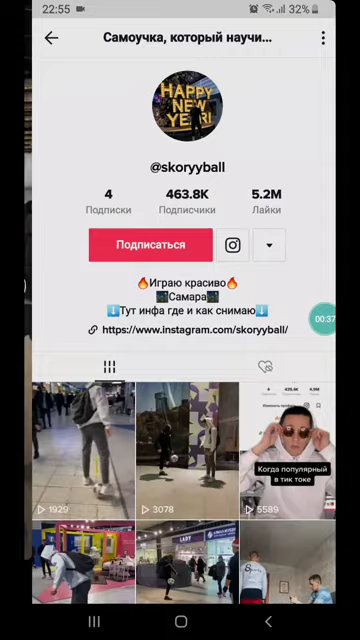 22:55
32%
Самоучка, который научи...
HAPPY
NEW
YEAR!
@skoryyball
4 463.8K 5.2M
Подписки Подписчики Лайки
Подписаться
🔥Играю красиво🔥
🌃Самара🌃
⬇️Тут инфа где и как снимаю⬇️
https://www.instagram.com/skoryyball/
00:37
1929
3078
5589
Когда популярный
в тик токе
LADY